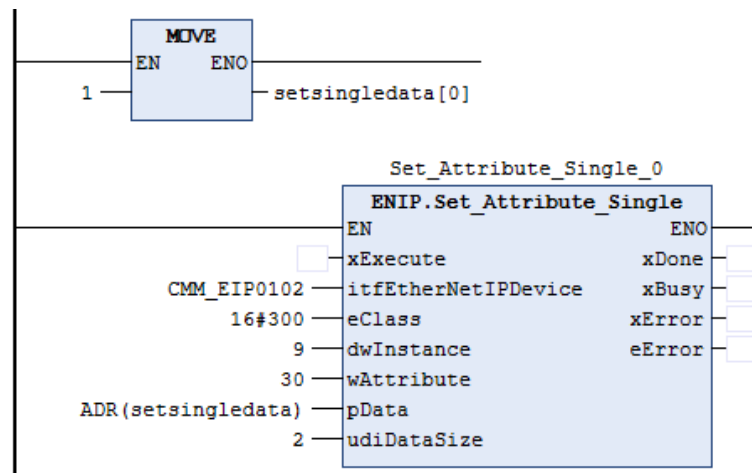 MOVE
EN ENO
1 setsingledata[0]
Set_Attribute_Single_0
ENIP.Set_Attribute_Single
EN ENO
xExecute xDone
CMM_EIP0102 itfEtherNetIPDevice xBusy
16#300 eClass xError
9 dwInstance eError
30 wAttribute
ADR(setsingledata) pData
2 udiDataSize